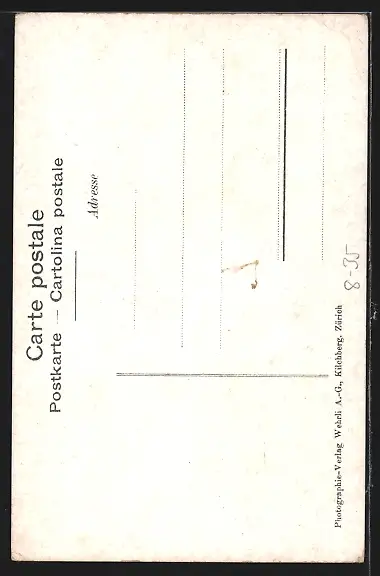 Carte postale
Postkarte — Cartolina postale
Adresse
Photographie-Verlag Wehrli A.-G., Kilchberg. Zürich
8-35